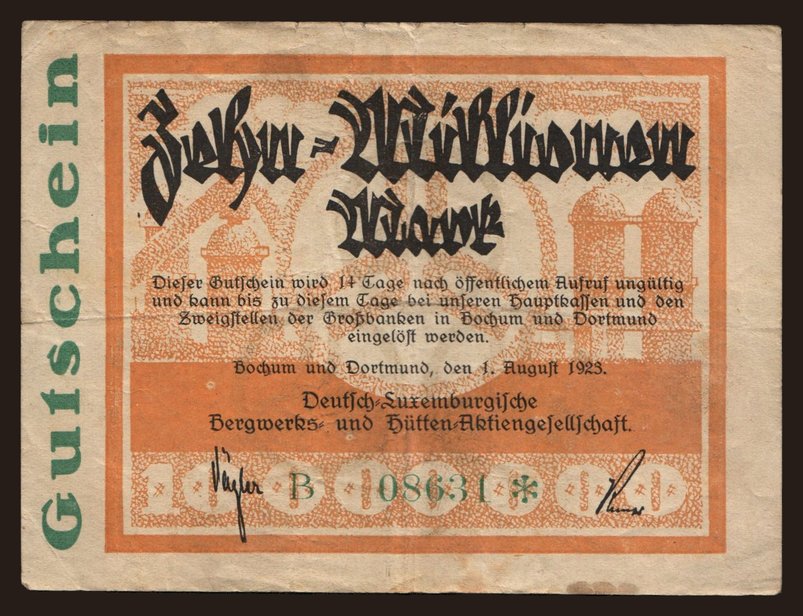 Gutschein
Zehn-Millionen
Mark
Dieser Gutschein wird 14 Tage nach öffentlichem Aufruf ungültig
und kann bis zu diesem Tage bei unseren Hauptkassen und den
Zweigstellen der Großbanken in Bochum und Dortmund
eingelöst werden.
Bochum und Dortmund, den 1. August 1923.
Deutsch-Luxemburgische
Bergwerks- und Hütten-Aktiengesellschaft.
Vögler B 08631 *
10000000